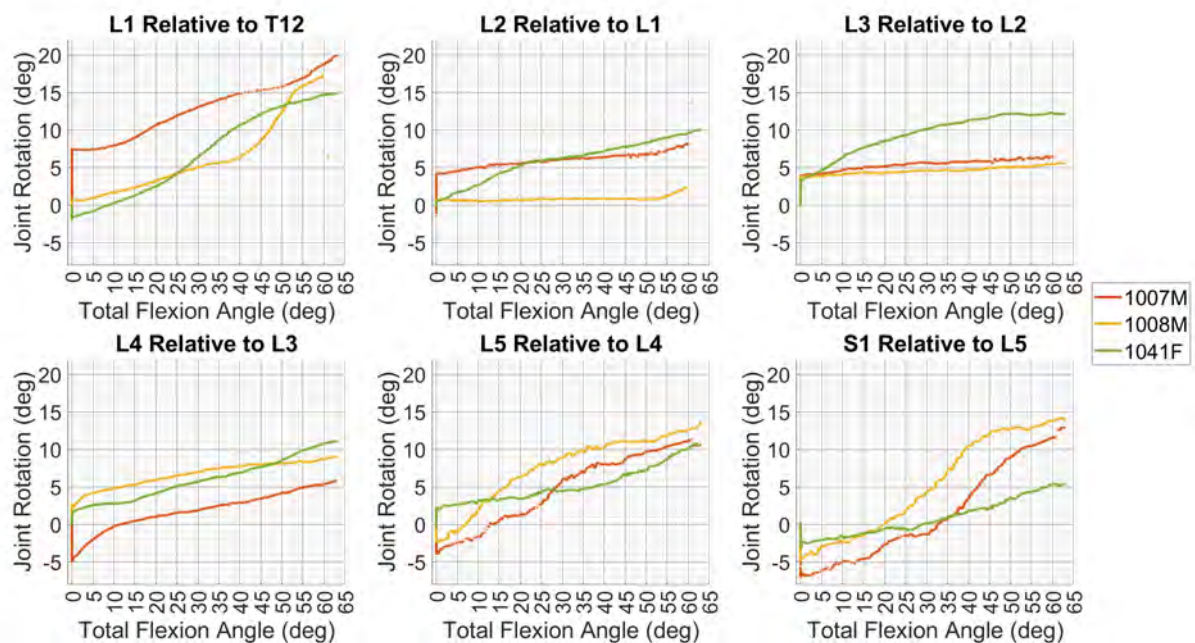 L1 Relative to T12
L2 Relative to L1
L3 Relative to L2
Joint Rotation (deg)
20
15
10
5
0
-5
0 5 10 15 20 25 30 35 40 45 50 55 60 65
Total Flexion Angle (deg)
Joint Rotation (deg)
20
15
10
5
0
-5
0 5 10 15 20 25 30 35 40 45 50 55 60 65
Total Flexion Angle (deg)
Joint Rotation (deg)
20
15
10
5
0
-5
0 5 10 15 20 25 30 35 40 45 50 55 60 65
Total Flexion Angle (deg)
1007M
1008M
1041F
L4 Relative to L3
L5 Relative to L4
S1 Relative to L5
Joint Rotation (deg)
20
15
10
5
0
-5
0 5 10 15 20 25 30 35 40 45 50 55 60 65
Total Flexion Angle (deg)
Joint Rotation (deg)
20
15
10
5
0
-5
0 5 10 15 20 25 30 35 40 45 50 55 60 65
Total Flexion Angle (deg)
Joint Rotation (deg)
20
15
10
5
0
-5
0 5 10 15 20 25 30 35 40 45 50 55 60 65
Total Flexion Angle (deg)